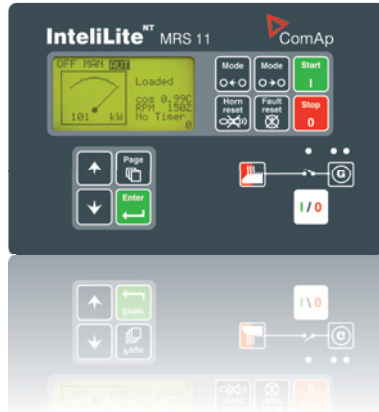 InteliLite NT MRS 11
ComAp
OFF MAN AUT
Loaded
cos 0,99C
RPM 1502
No Timer
101 kW
0
Mode
Mode
Start
I
Horn reset
Fault reset
Stop
0
Page
Enter
G
I / 0